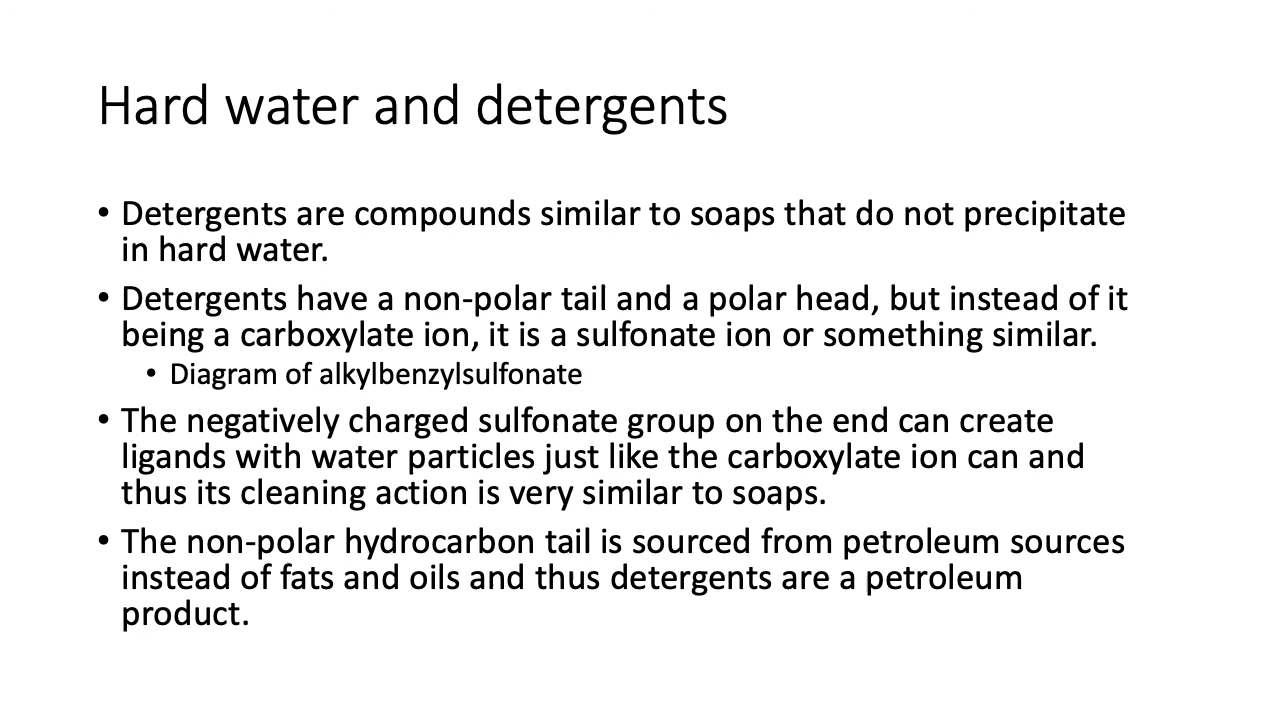 Hard water and detergents
• Detergents are compounds similar to soaps that do not precipitate
in hard water.
• Detergents have a non-polar tail and a polar head, but instead of it
being a carboxylate ion, it is a sulfonate ion or something similar.
• Diagram of alkylbenzylsulfonate
• The negatively charged sulfonate group on the end can create
ligands with water particles just like the carboxylate ion can and
thus its cleaning action is very similar to soaps.
• The non-polar hydrocarbon tail is sourced from petroleum sources
instead of fats and oils and thus detergents are a petroleum
product.